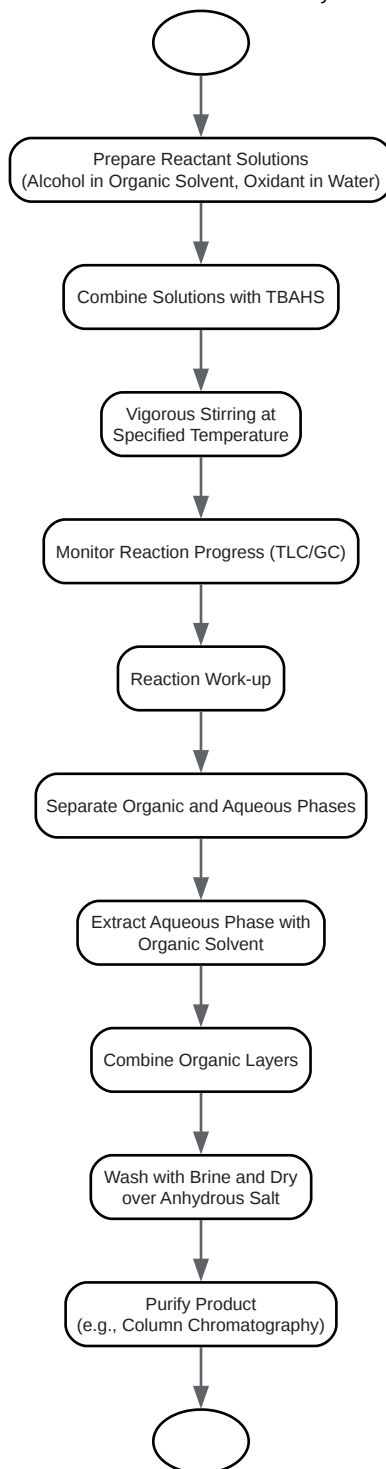 Prepare Reactant Solutions
(Alcohol in Organic Solvent, Oxidant in Water)
Combine Solutions with TBAHS
Vigorous Stirring at
Specified Temperature
Monitor Reaction Progress (TLC/GC)
Reaction Work-up
Separate Organic and Aqueous Phases
Extract Aqueous Phase with
Organic Solvent
Combine Organic Layers
Wash with Brine and Dry
over Anhydrous Salt
Purify Product
(e.g., Column Chromatography)